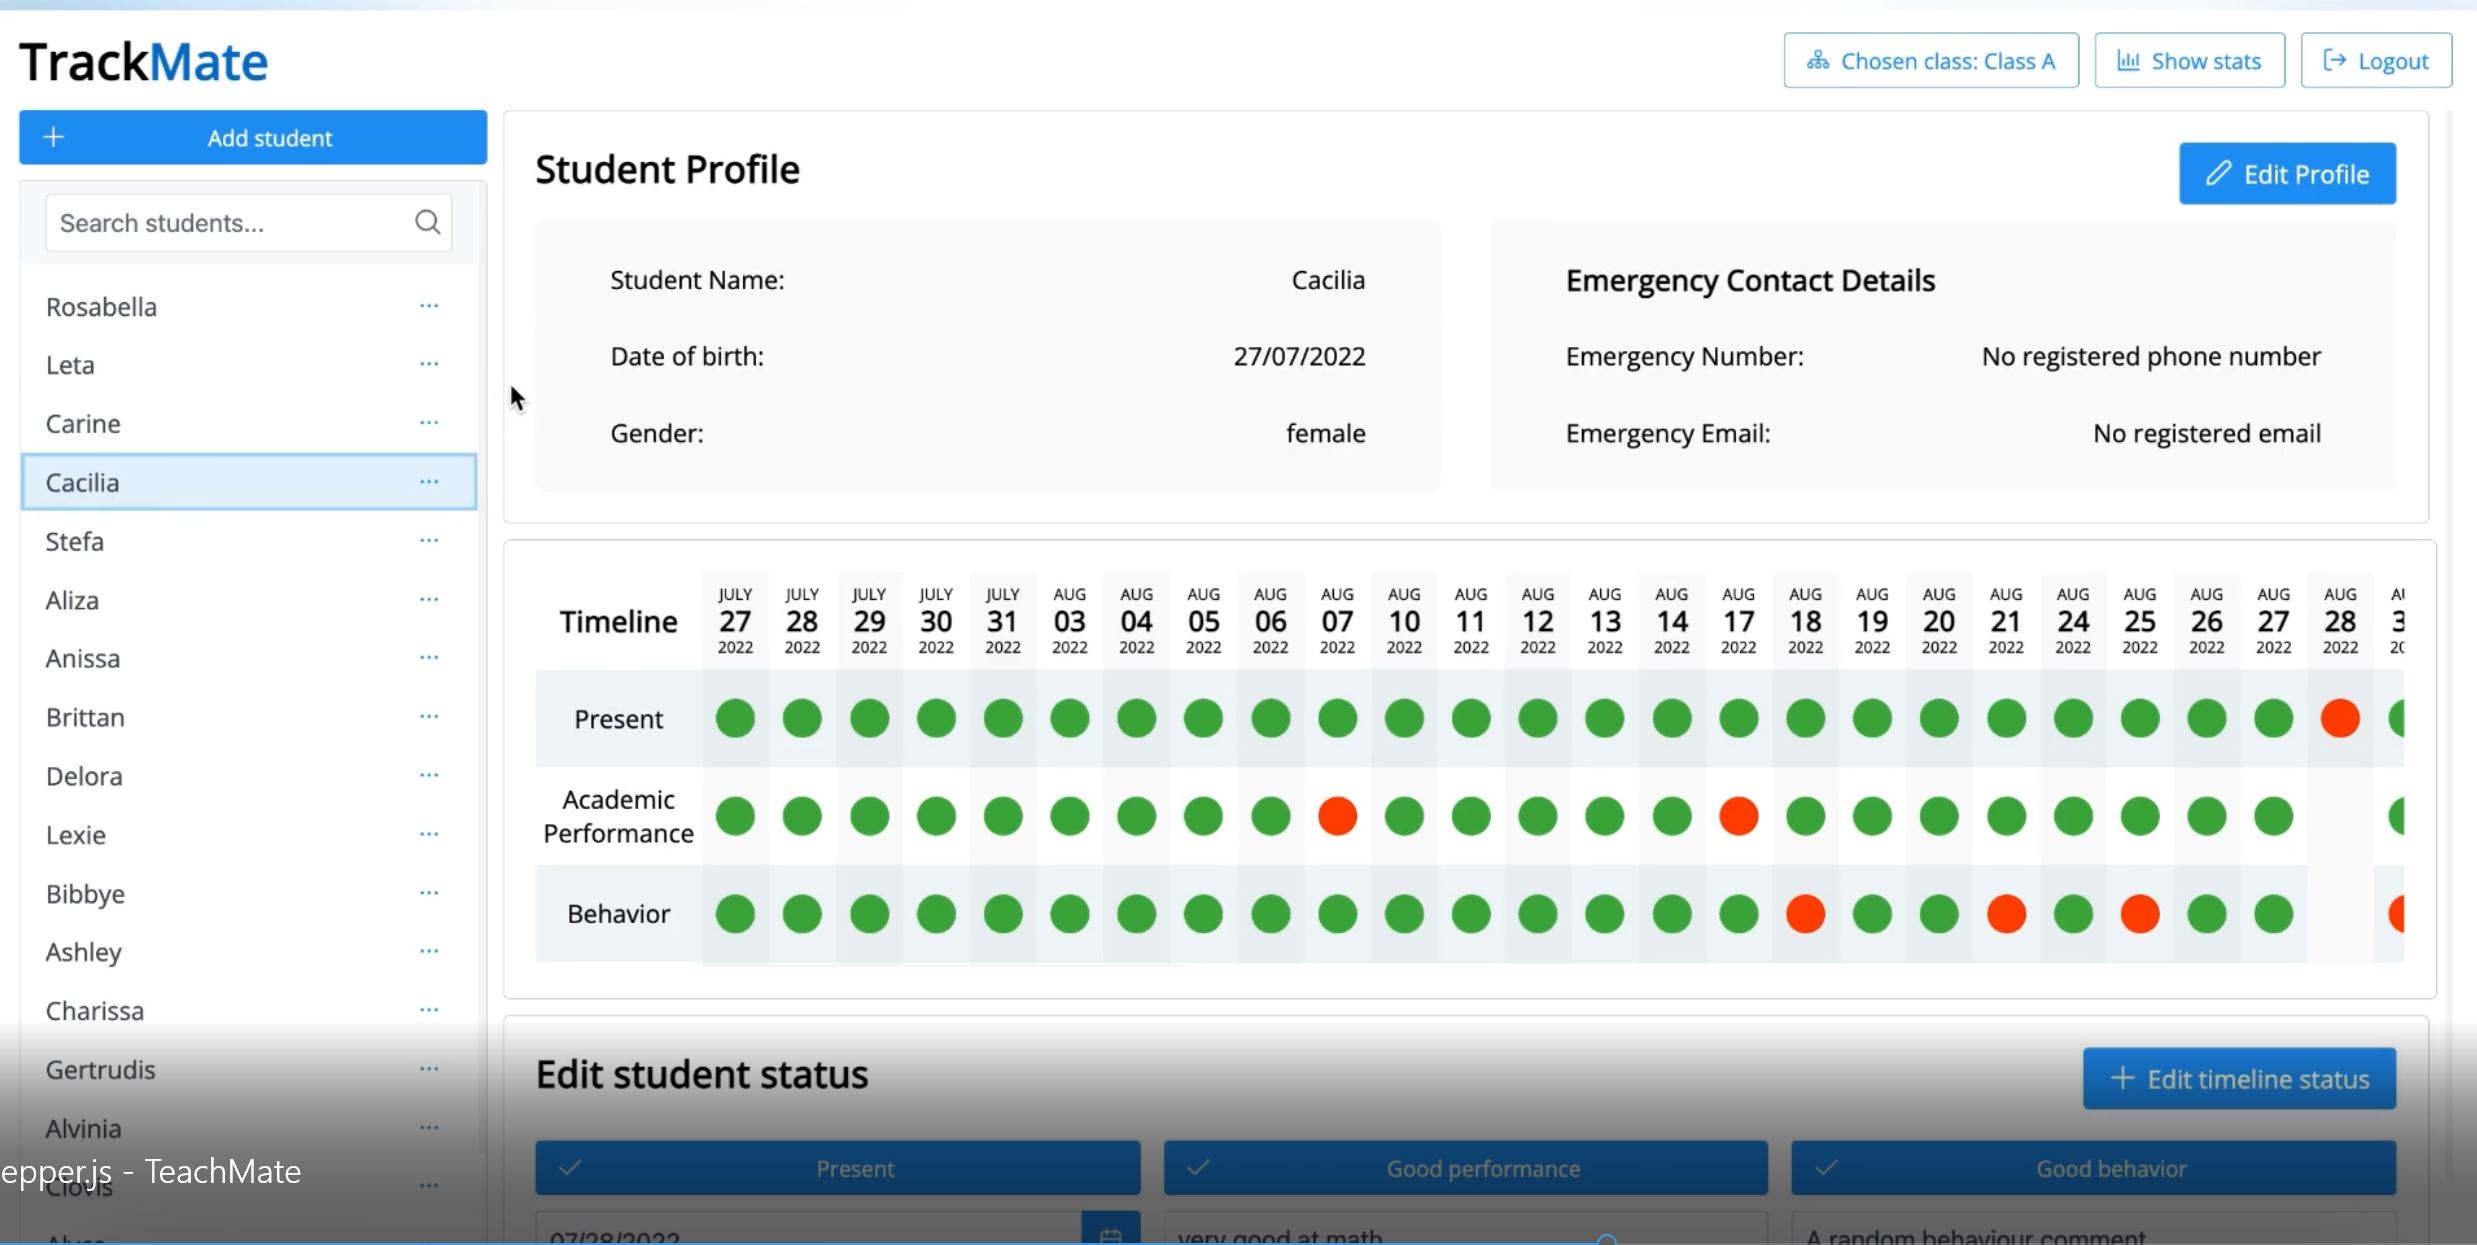 TrackMate
Chosen class: Class A
Show stats
Logout
Add student
Search students...
Rosabella
Leta
Carine
Cacilia
Stefa
Aliza
Anissa
Brittan
Delora
Lexie
Bibbye
Ashley
Charissa
Gertrudis
Alvinia
Clovis
epper.js - TeachMate
Student Profile
Edit Profile
Student Name: Cacilia
Date of birth: 27/07/2022
Gender: female
Emergency Contact Details
Emergency Number: No registered phone number
Emergency Email: No registered email
Timeline
JULY JULY JULY JULY JULY AUG AUG AUG AUG AUG AUG AUG AUG AUG AUG AUG AUG AUG AUG AUG AUG AUG AUG AUG AUG
27 28 29 30 31 03 04 05 06 07 10 11 12 13 14 17 18 19 20 21 24 25 26 27 28 3
2022 2022 2022 2022 2022 2022 2022 2022 2022 2022 2022 2022 2022 2022 2022 2022 2022 2022 2022 2022 2022 2022 2022 2022 2022
Present
Academic
Performance
Behavior
Edit student status
Edit timeline status
Present
Good performance
Good behavior
07/28/2022
very good at math
A random behaviour comment